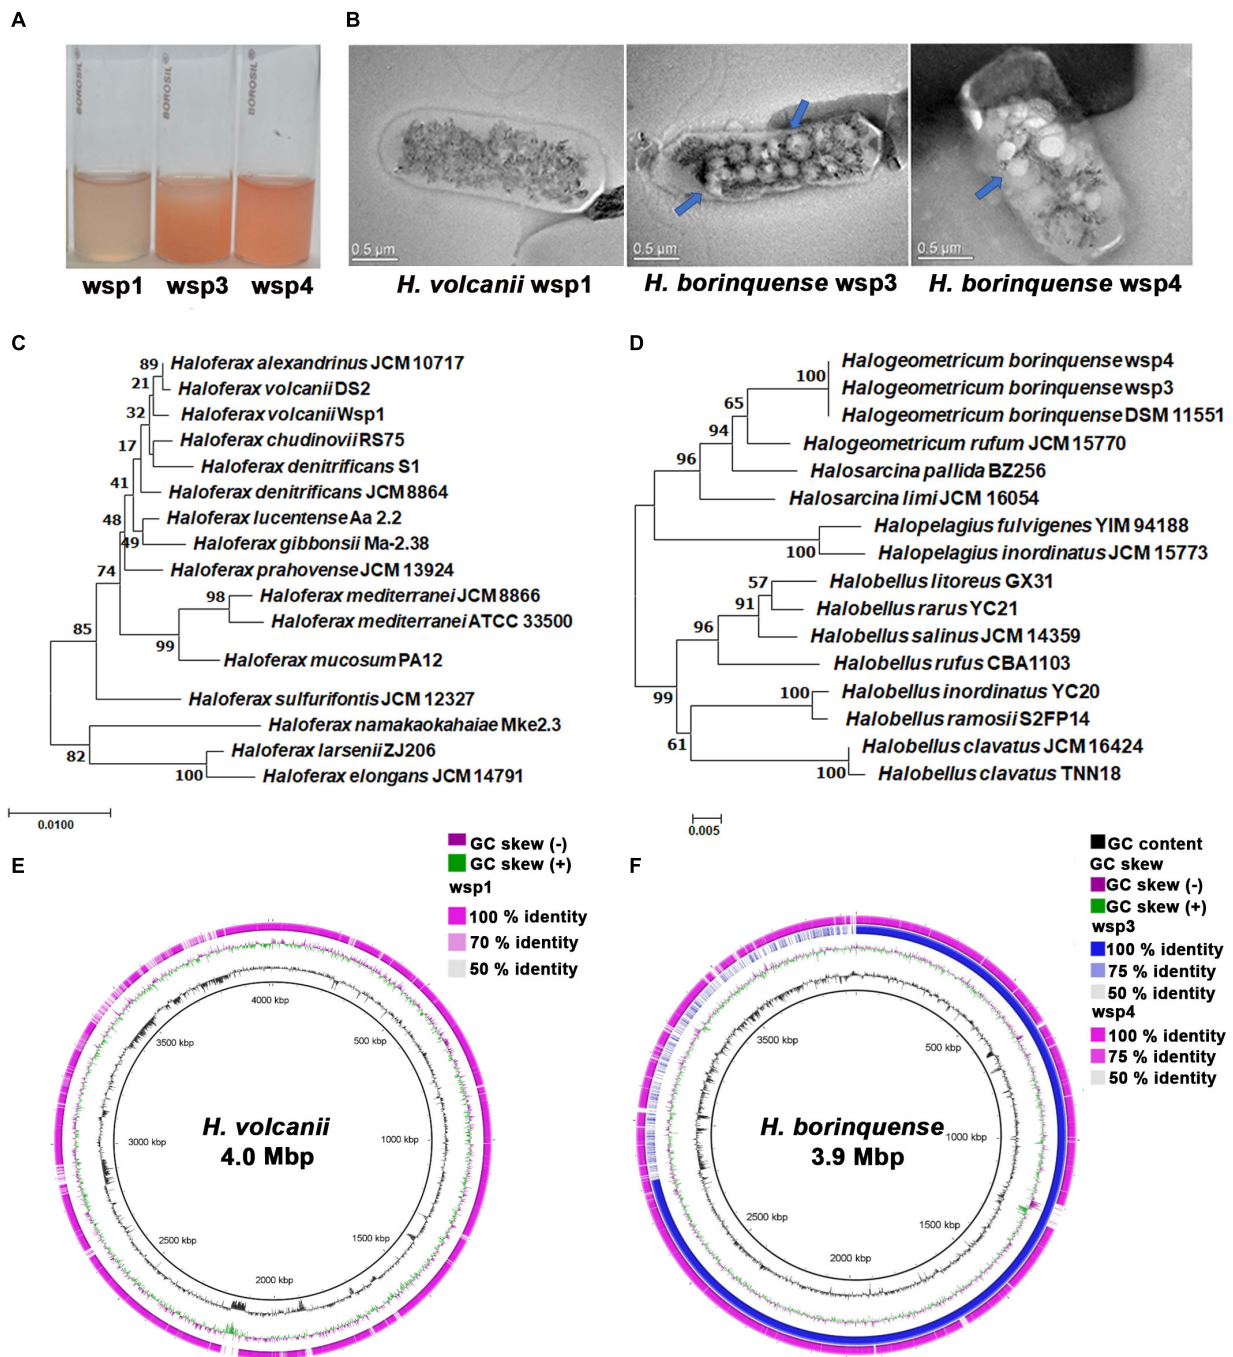 A
B
BOROSIL®
BOROSIL®
BOROSIL®
wsp1
wsp3
wsp4
0.5 µm
0.5 µm
0.5 µm
H. volcanii wsp1
H. borinquense wsp3
H. borinquense wsp4
C
Haloferax alexandrinus JCM 10717
Haloferax volcanii DS2
Haloferax volcanii Wsp1
Haloferax chudinovii RS75
Haloferax denitrificans S1
Haloferax denitrificans JCM 8864
Haloferax lucentense Aa 2.2
Haloferax gibbonsii Ma-2.38
Haloferax prahovense JCM 13924
Haloferax mediterranei JCM 8866
Haloferax mediterranei ATCC 33500
Haloferax mucosum PA12
Haloferax sulfurifontis JCM 12327
Haloferax namakaokahaiae Mke2.3
Haloferax larsenii ZJ206
Haloferax elongans JCM 14791
89
21
32
17
41
48
49
74
98
99
85
82
100
0.0100
D
Halogeometricum borinquense wsp4
Halogeometricum borinquense wsp3
Halogeometricum borinquense DSM 11551
Halogeometricum rufum JCM 15770
Halosarcina pallida BZ256
Halosarcina limi JCM 16054
Halopelagius fulvigenes YIM 94188
Halopelagius inordinatus JCM 15773
Halobellus litoreus GX31
Halobellus rarus YC21
Halobellus salinus JCM 14359
Halobellus rufus CBA1103
Halobellus inordinatus YC20
Halobellus ramosii S2FP14
Halobellus clavatus JCM 16424
Halobellus clavatus TNN18
100
65
94
96
100
57
91
96
100
99
61
100
0.005
E
GC skew (-)
GC skew (+)
wsp1
100 % identity
70 % identity
50 % identity
4000 kbp
500 kbp
1000 kbp
1500 kbp
2000 kbp
2500 kbp
3000 kbp
3500 kbp
H. volcanii
4.0 Mbp
F
GC content
GC skew
GC skew (-)
GC skew (+)
wsp3
100 % identity
75 % identity
50 % identity
wsp4
100 % identity
75 % identity
50 % identity
500 kbp
1000 kbp
1500 kbp
2000 kbp
2500 kbp
3500 kbp
H. borinquense
3.9 Mbp